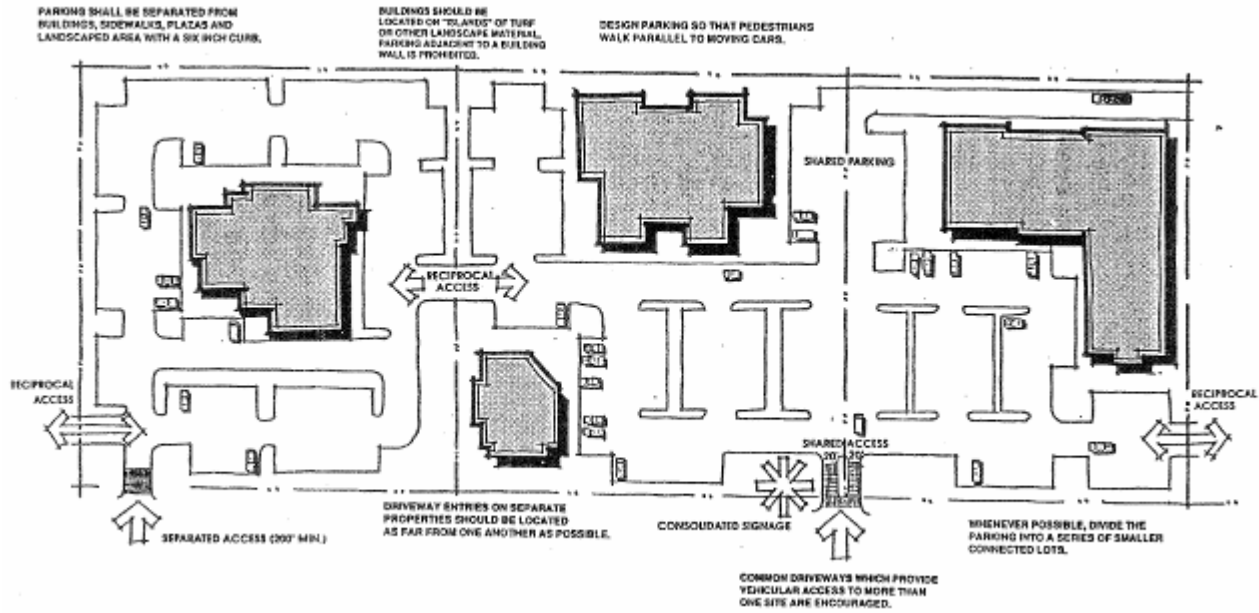 PARKING SHALL BE SEPARATED FROM
BUILDINGS, SIDEWALKS, PLAZAS AND
LANDSCAPED AREA WITH A SIX INCH CURB.
BUILDINGS SHOULD BE
LOCATED ON "ISLANDS" OF TURF
OR OTHER LANDSCAPE MATERIAL,
PARKING ADJACENT TO A BUILDING
WALL IS PROHIBITED.
DESIGN PARKING SO THAT PEDESTRIANS
WALK PARALLEL TO MOVING CARS.
SHARED PARKING
RECIPROCAL
ACCESS
RECIPROCAL
ACCESS
RECIPROCAL
ACCESS
SHARED ACCESS
SEPARATED ACCESS (200' MIN.)
DRIVEWAY ENTRIES ON SEPARATE
PROPERTIES SHOULD BE LOCATED
AS FAR FROM ONE ANOTHER AS POSSIBLE.
CONSOLIDATED SIGNAGE
COMMON DRIVEWAYS WHICH PROVIDE
VEHICULAR ACCESS TO MORE THAN
ONE SITE ARE ENCOURAGED.
WHENEVER POSSIBLE, DIVIDE THE
PARKING INTO A SERIES OF SMALLER
CONNECTED LOTS.